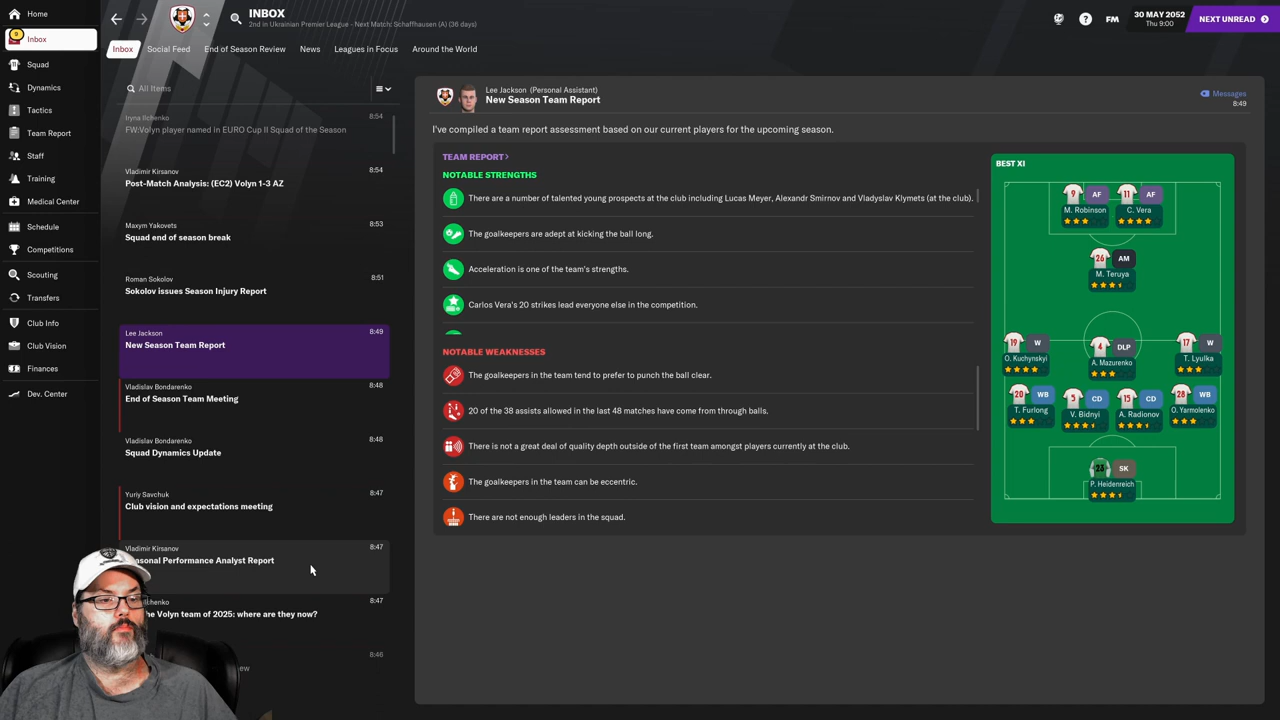 Home
Inbox
Squad
Dynamics
Tactics
Team Report
Staff
Training
Medical Center
Schedule
Competitions
Scouting
Transfers
Club Info
Club Vision
Finances
Dev. Center
INBOX
2nd in Ukrainian Premier League - Next Match: Schaffhausen (A) (36 days)
FM
30 MAY 2052
Thu 9:00
NEXT UNREAD
Inbox
Social Feed
End of Season Review
News
Leagues in Focus
Around the World
All Items
Iryna Ilchenko
8:54
FW:Volyn player named in EURO Cup II Squad of the Season
Vladimir Kirsanov
8:54
Post-Match Analysis: (EC2) Volyn 1-3 AZ
Maxym Yakovets
8:53
Squad end of season break
Roman Sokolov
8:51
Sokolov issues Season Injury Report
Lee Jackson
8:49
New Season Team Report
Vladislav Bondarenko
8:48
End of Season Team Meeting
Vladislav Bondarenko
8:48
Squad Dynamics Update
Yuriy Savchuk
8:47
Club vision and expectations meeting
Vladimir Kirsanov
8:47
asonal Performance Analyst Report
8:47
he Volyn team of 2025: where are they now?
8:46
Lee Jackson (Personal Assistant)
New Season Team Report
Messages
8:49
I've compiled a team report assessment based on our current players for the upcoming season.
TEAM REPORT>
NOTABLE STRENGTHS
There are a number of talented young prospects at the club including Lucas Meyer, Alexandr Smirnov and Vladyslav Klymets (at the club).
The goalkeepers are adept at kicking the ball long.
Acceleration is one of the team's strengths.
Carlos Vera's 20 strikes lead everyone else in the competition.
NOTABLE WEAKNESSES
The goalkeepers in the team tend to prefer to punch the ball clear.
20 of the 38 assists allowed in the last 48 matches have come from through balls.
There is not a great deal of quality depth outside of the first team amongst players currently at the club.
The goalkeepers in the team can be eccentric.
There are not enough leaders in the squad.
BEST XI
9 AF
M. Robinson
11 AF
C. Vera
26 AM
M. Teruya
19 W
O. Kuchynskyi
4 DLP
A. Mazurenko
17 W
T. Lyulka
20 WB
T. Furlong
5 CD
V. Bidnyi
15 CD
A. Radionov
28 WB
O. Yarmolenko
23 SK
P. Heidenreich